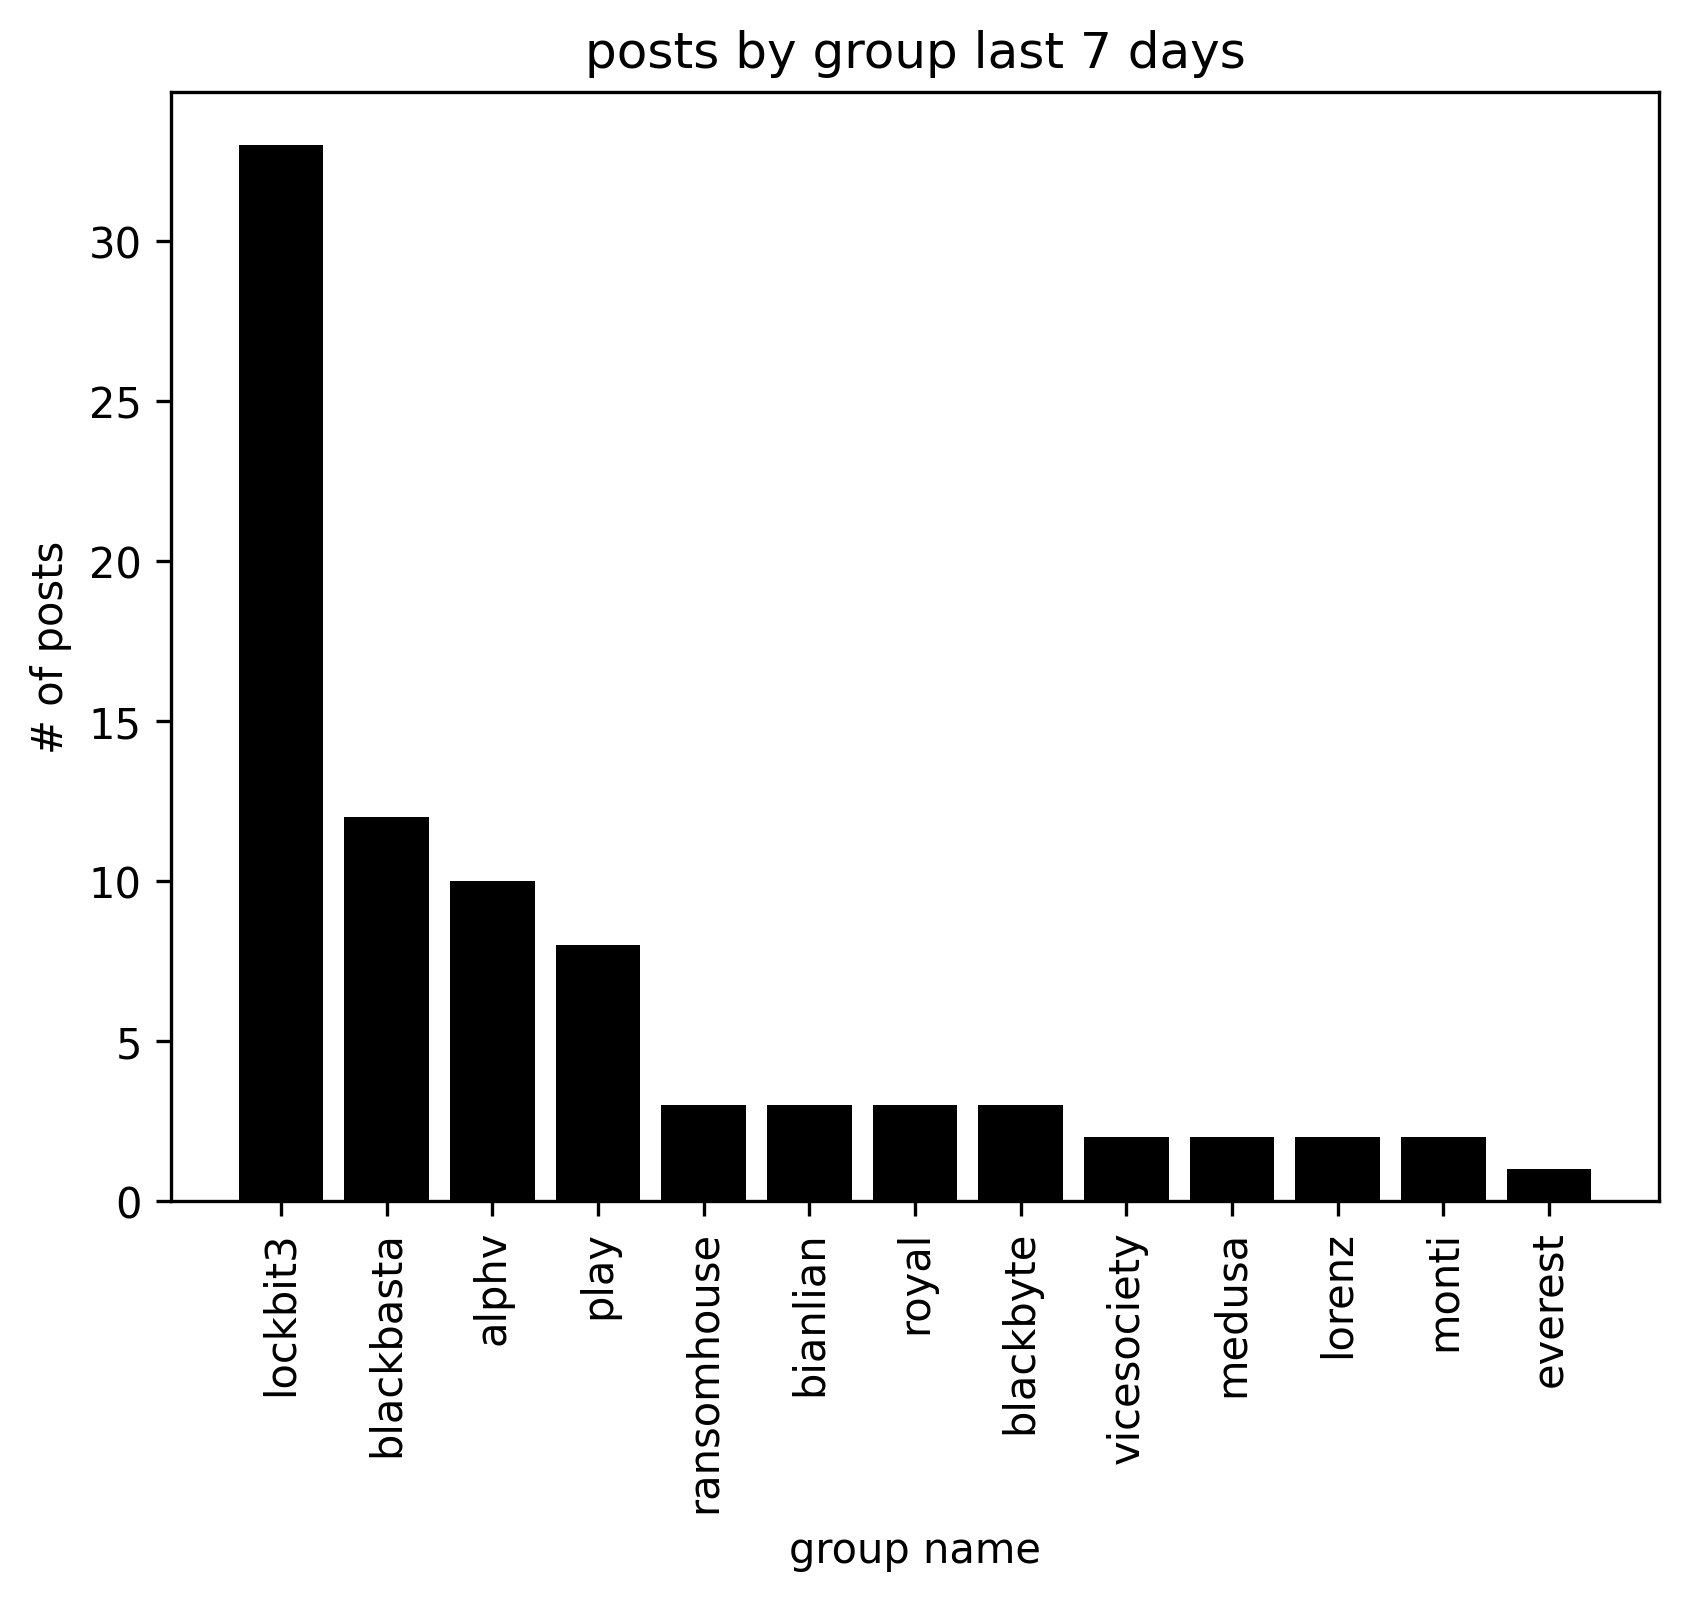 posts by group last 7 days
# of posts
30
25
20
15
10
5
0
lockbit3
blackbasta
alphv
play
ransomhouse
bianlian
royal
blackbyte
vicesociety
medusa
lorenz
monti
everest
group name